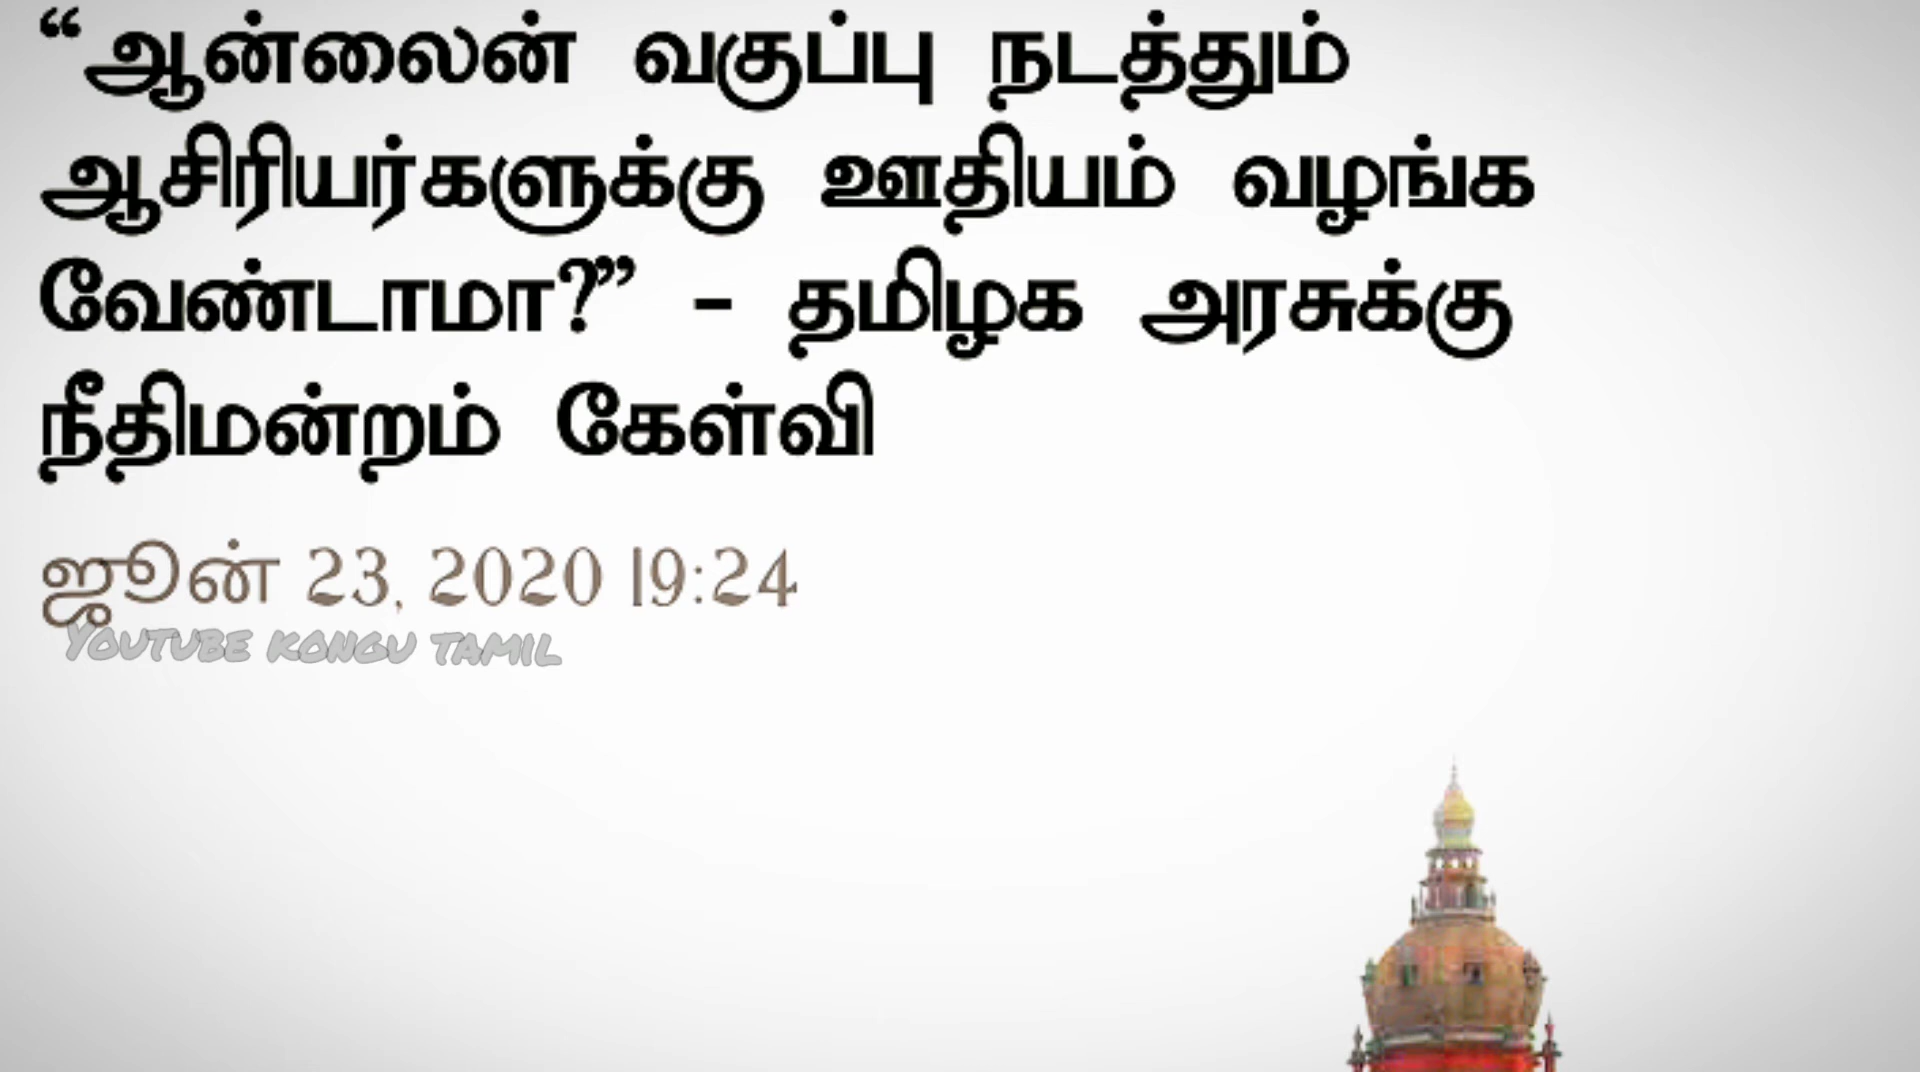 “ஆன்லைன் வகுப்பு நடத்தும்
ஆசிரியர்களுக்கு ஊதியம் வழங்க
வேண்டாமா?” - தமிழக அரசுக்கு
நீதிமன்றம் கேள்வி
ஜூன் 23, 2020 19:24
YOUTUBE KONGU TAMIL